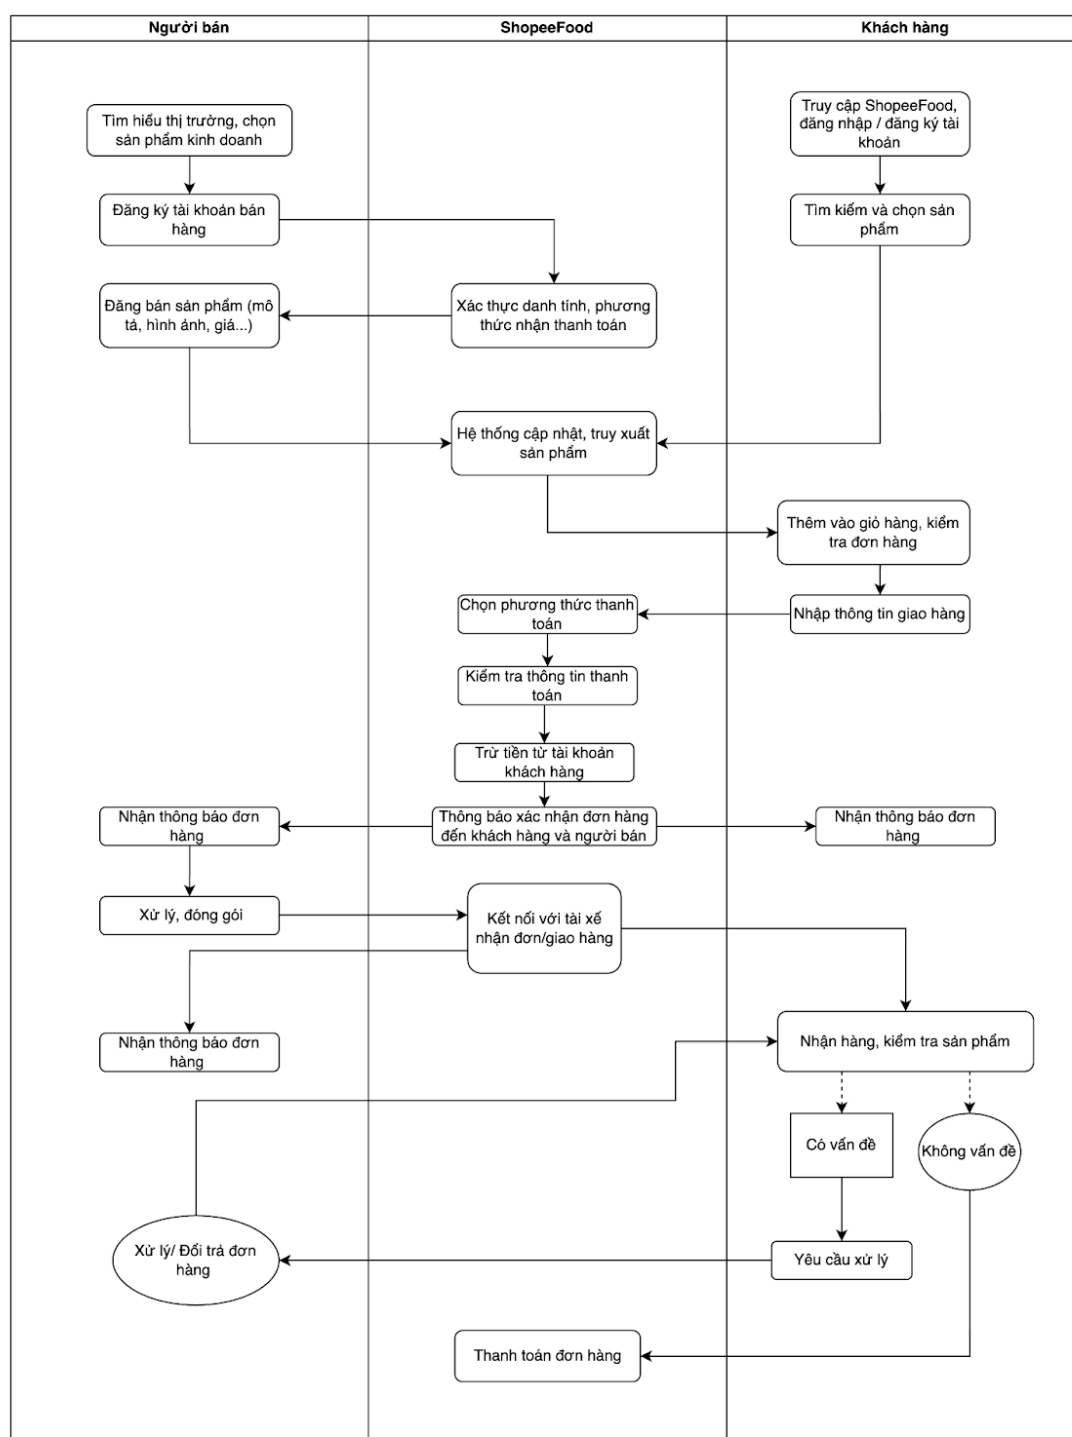 Người bán
ShopeeFood
Khách hàng
Tìm hiểu thị trường, chọn
sản phẩm kinh doanh
Truy cập ShopeeFood,
đăng nhập / đăng ký tài
khoản
Đăng ký tài khoản bán
hàng
Tìm kiếm và chọn sản
phẩm
Đăng bán sản phẩm (mô
tả, hình ảnh, giá...)
Xác thực danh tính, phương
thức nhận thanh toán
Hệ thống cập nhật, truy xuất
sản phẩm
Thêm vào giỏ hàng, kiểm
tra đơn hàng
Chọn phương thức thanh
toán
Nhập thông tin giao hàng
Kiểm tra thông tin thanh
toán
Trừ tiền từ tài khoản
khách hàng
Nhận thông báo đơn
hàng
Thông báo xác nhận đơn hàng
đến khách hàng và người bán
Nhận thông báo đơn
hàng
Xử lý, đóng gói
Kết nối với tài xế
nhận đơn/giao hàng
Nhận thông báo đơn
hàng
Nhận hàng, kiểm tra sản phẩm
Có vấn đề
Không vấn đề
Xử lý/ Đổi trả đơn
hàng
Yêu cầu xử lý
Thanh toán đơn hàng